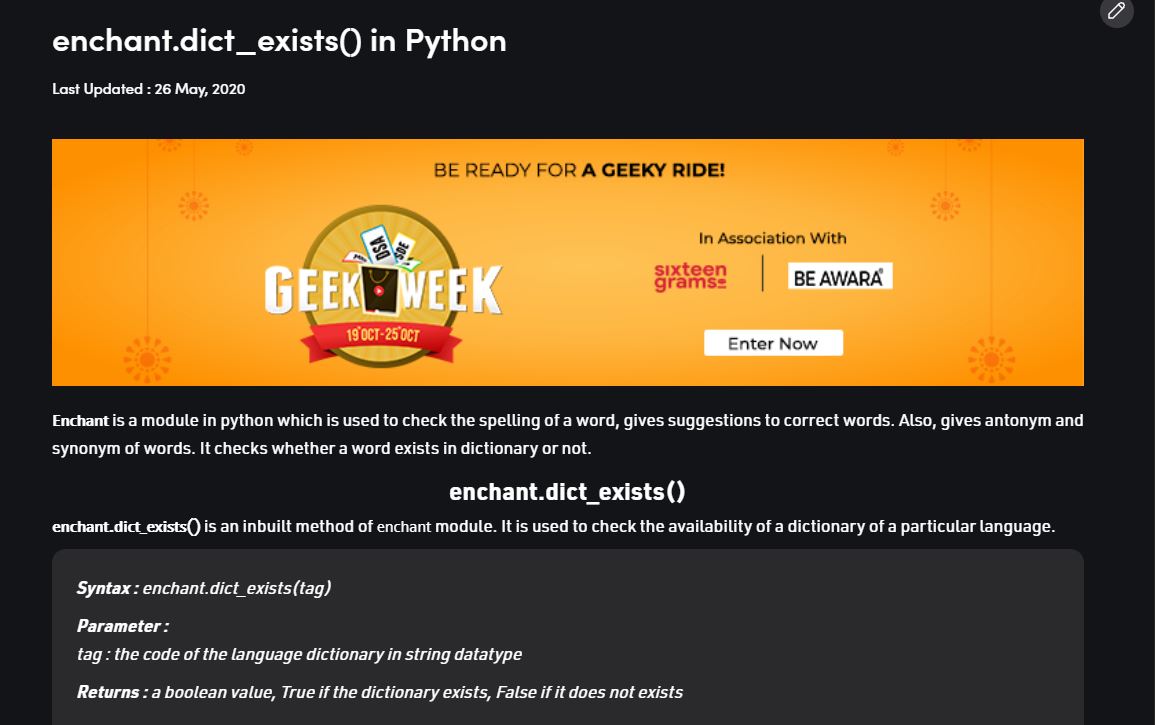 enchant.dict_exists() in Python
Last Updated : 26 May, 2020
BE READY FOR A GEEKY RIDE!
DSA
SDE
GEEK WEEK
19 OCT-25 OCT
In Association With
sixteen
grams
BE AWARA
Enter Now
Enchant is a module in python which is used to check the spelling of a word, gives suggestions to correct words. Also, gives antonym and
synonym of words. It checks whether a word exists in dictionary or not.
enchant.dict_exists()
enchant.dict_exists() is an inbuilt method of enchant module. It is used to check the availability of a dictionary of a particular language.
Syntax : enchant.dict_exists(tag)
Parameter :
tag : the code of the language dictionary in string datatype
Returns : a boolean value, True if the dictionary exists, False if it does not exists